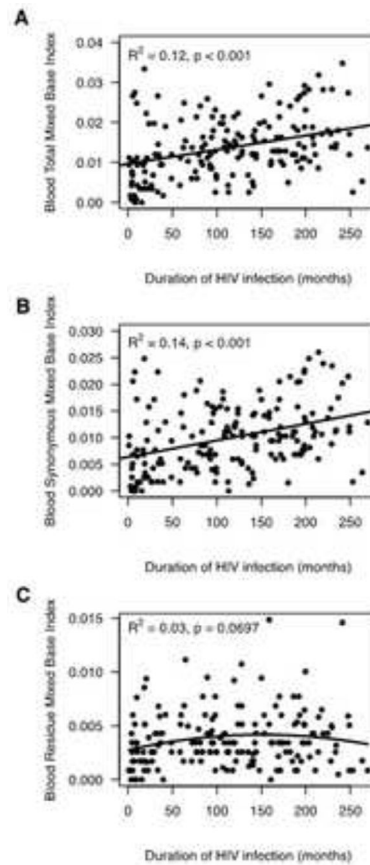 A
R² = 0.12, p < 0.001
Blood Total Mixed Base Index
0.04
0.03
0.02
0.01
0.00
0 50 100 150 200 250
Duration of HIV infection (months)
B
R² = 0.14, p < 0.001
Blood Synonymous Mixed Base Index
0.030
0.025
0.020
0.015
0.010
0.005
0.000
0 50 100 150 200 250
Duration of HIV infection (months)
C
R² = 0.03, p = 0.0697
Blood Residue Mixed Base Index
0.015
0.010
0.005
0.000
0 50 100 150 200 250
Duration of HIV infection (months)